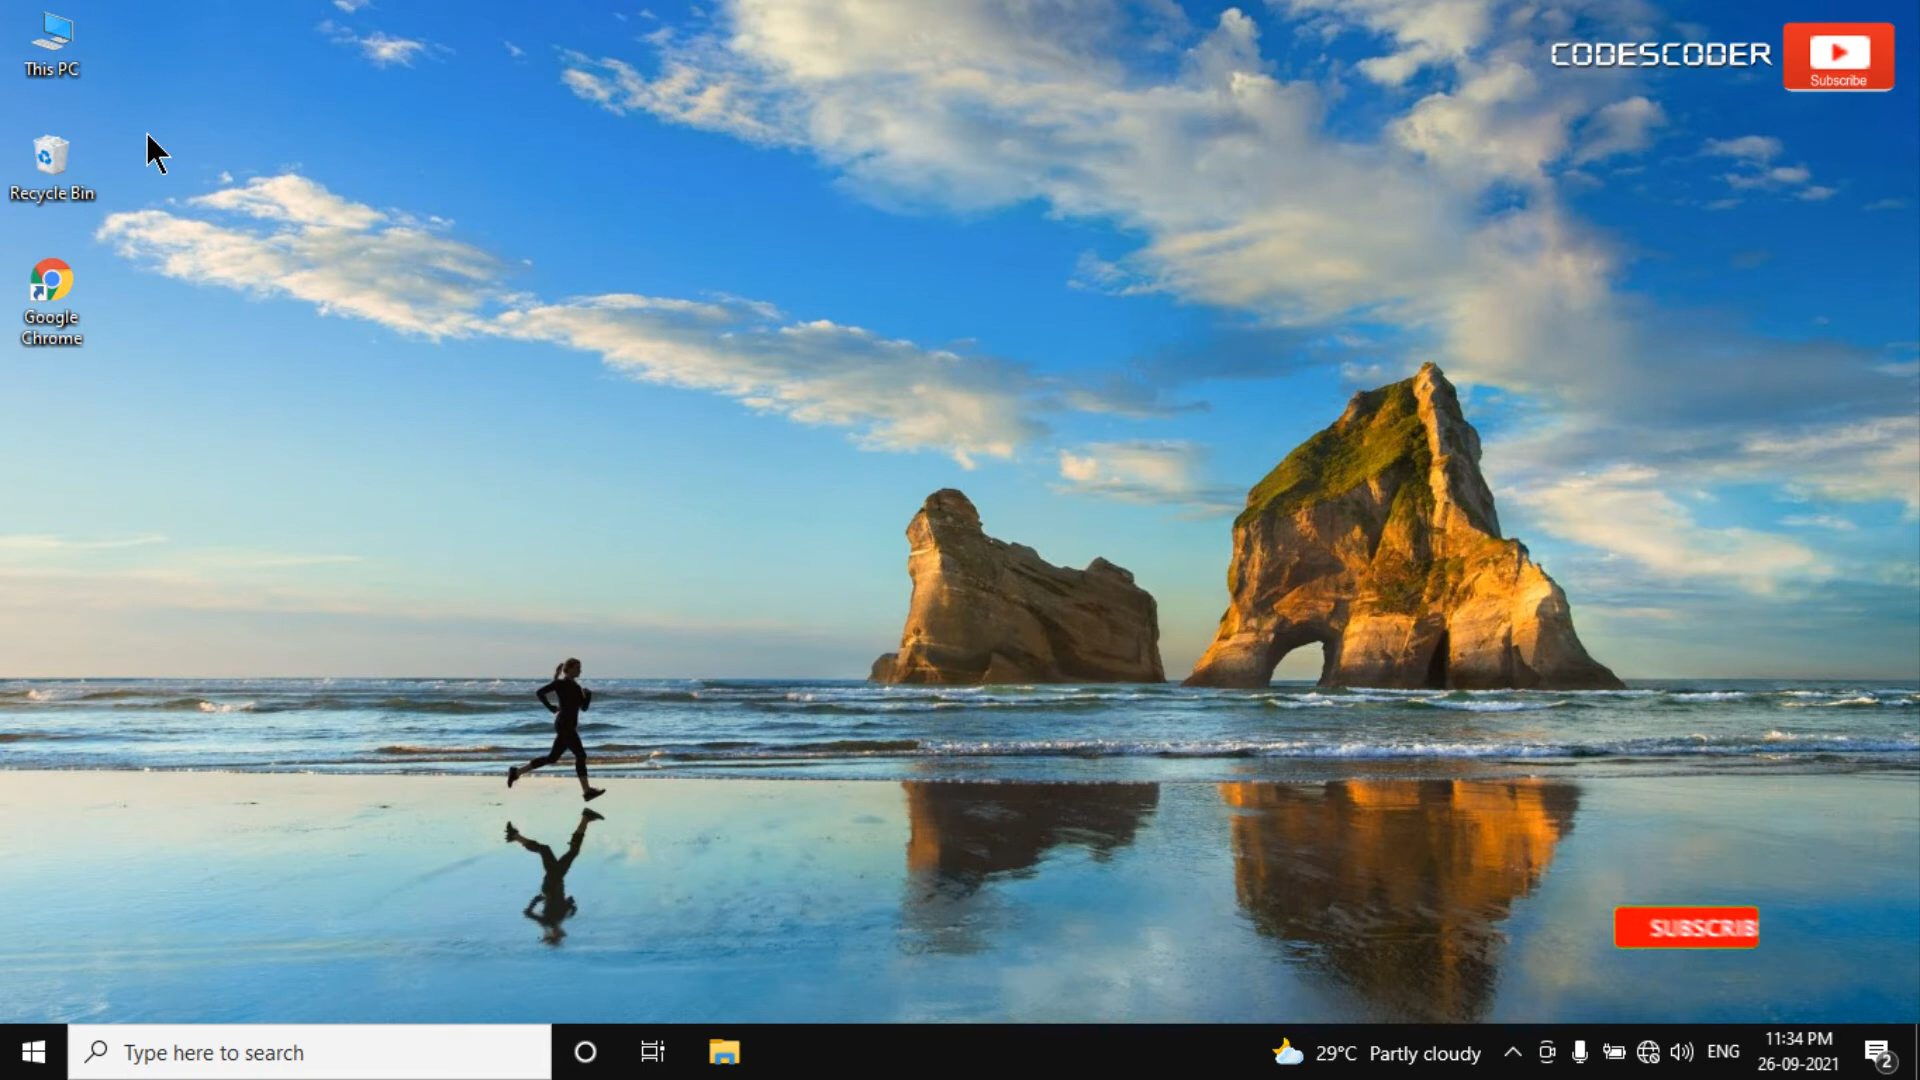 This PC
CODESCODER
Subscribe
Recycle Bin
Google
Chrome
SUBSCRIB
Type here to search
29°C Partly cloudy
ENG
11:34 PM
26-09-2021
2